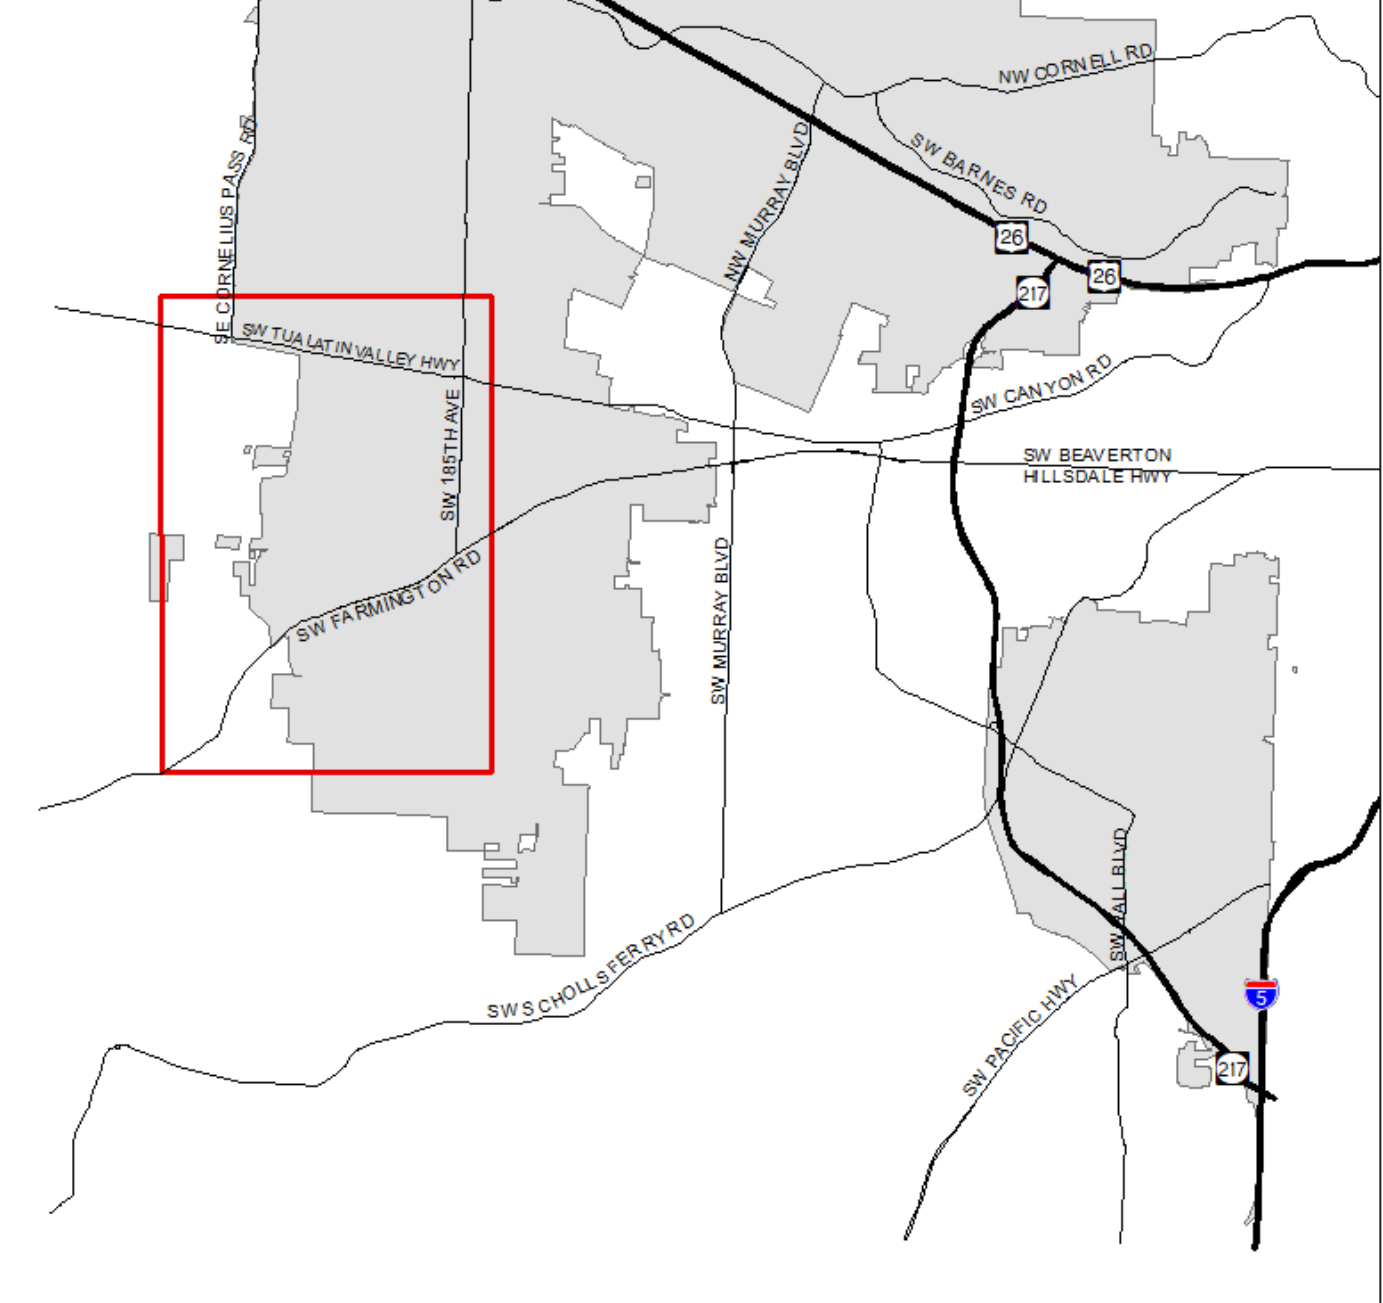 NW CORNELL RD
SE CORNELIUS PASS RD
NW MURRAY BLVD
SW BARNES RD
26
26
217
SW TUALATIN VALLEY HWY
SW CANYON RD
SW 185TH AVE
SW BEAVERTON
HILLSDALE HWY
SW FARMINGTON RD
SW MURRAY BLVD
SW HALL BLVD
SW SCHOLLS FERRY RD
SW PACIFIC HWY
5
217